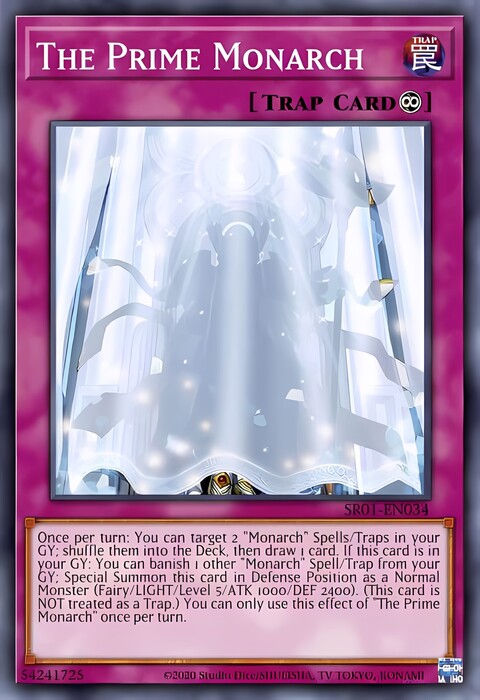 THE PRIME MONARCH
TRAP
罠
[TRAP CARD]
SR01-EN034
Once per turn: You can target 2 "Monarch" Spells/Traps in your
GY; shuffle them into the Deck, then draw 1 card. If this card is in
your GY: You can banish 1 other "Monarch" Spell/Trap from your
GY; Special Summon this card in Defense Position as a Normal
Monster (Fairy/LIGHT/Level 5/ATK 1000/DEF 2400). (This card is
NOT treated as a Trap.) You can only use this effect of "The Prime
Monarch" once per turn.
54241725
©2020 Studio Dice/SHUEISHA, TV TOKYO, KONAMI